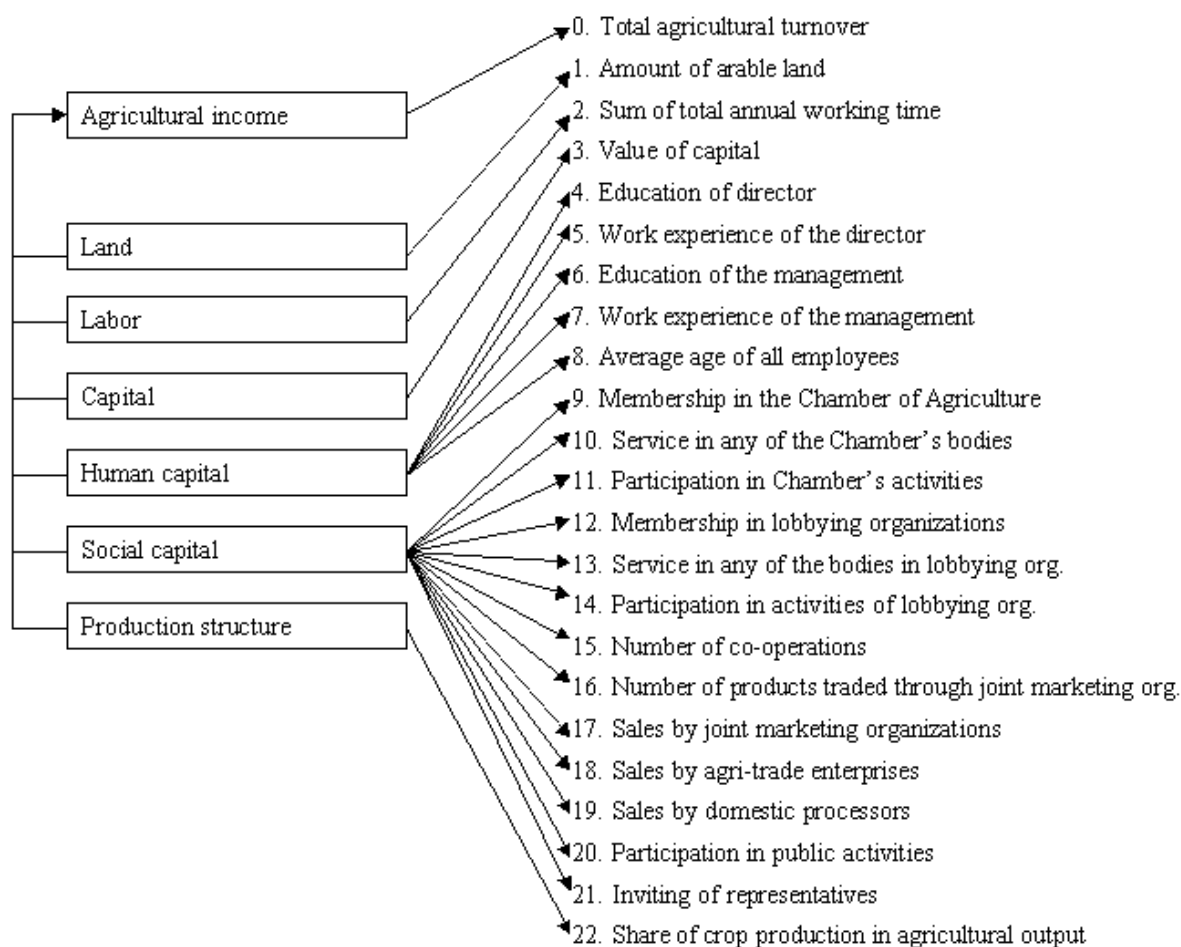 0. Total agricultural turnover
1. Amount of arable land
Agricultural income
2. Sum of total annual working time
3. Value of capital
4. Education of director
5. Work experience of the director
Land
6. Education of the management
Labor
7. Work experience of the management
8. Average age of all employees
Capital
9. Membership in the Chamber of Agriculture
10. Service in any of the Chamber's bodies
Human capital
11. Participation in Chamber's activities
12. Membership in lobbying organizations
Social capital
13. Service in any of the bodies in lobbying org.
14. Participation in activities of lobbying org.
Production structure
15. Number of co-operations
16. Number of products traded through joint marketing org.
17. Sales by joint marketing organizations
18. Sales by agri-trade enterprises
19. Sales by domestic processors
20. Participation in public activities
21. Inviting of representatives
22. Share of crop production in agricultural output